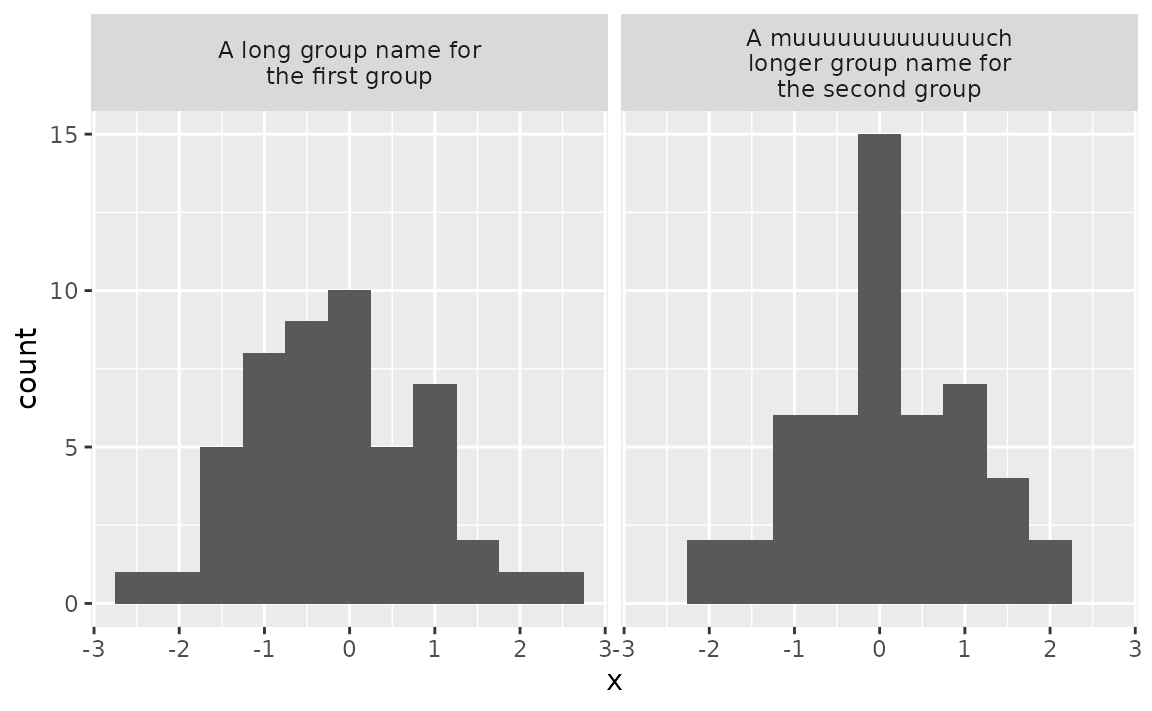 A long group name for
the first group
A muuuuuuuuuuuuuch
longer group name for
the second group
15
10
5
0
count
-3 -2 -1 0 1 2 3
-3 -2 -1 0 1 2 3
x